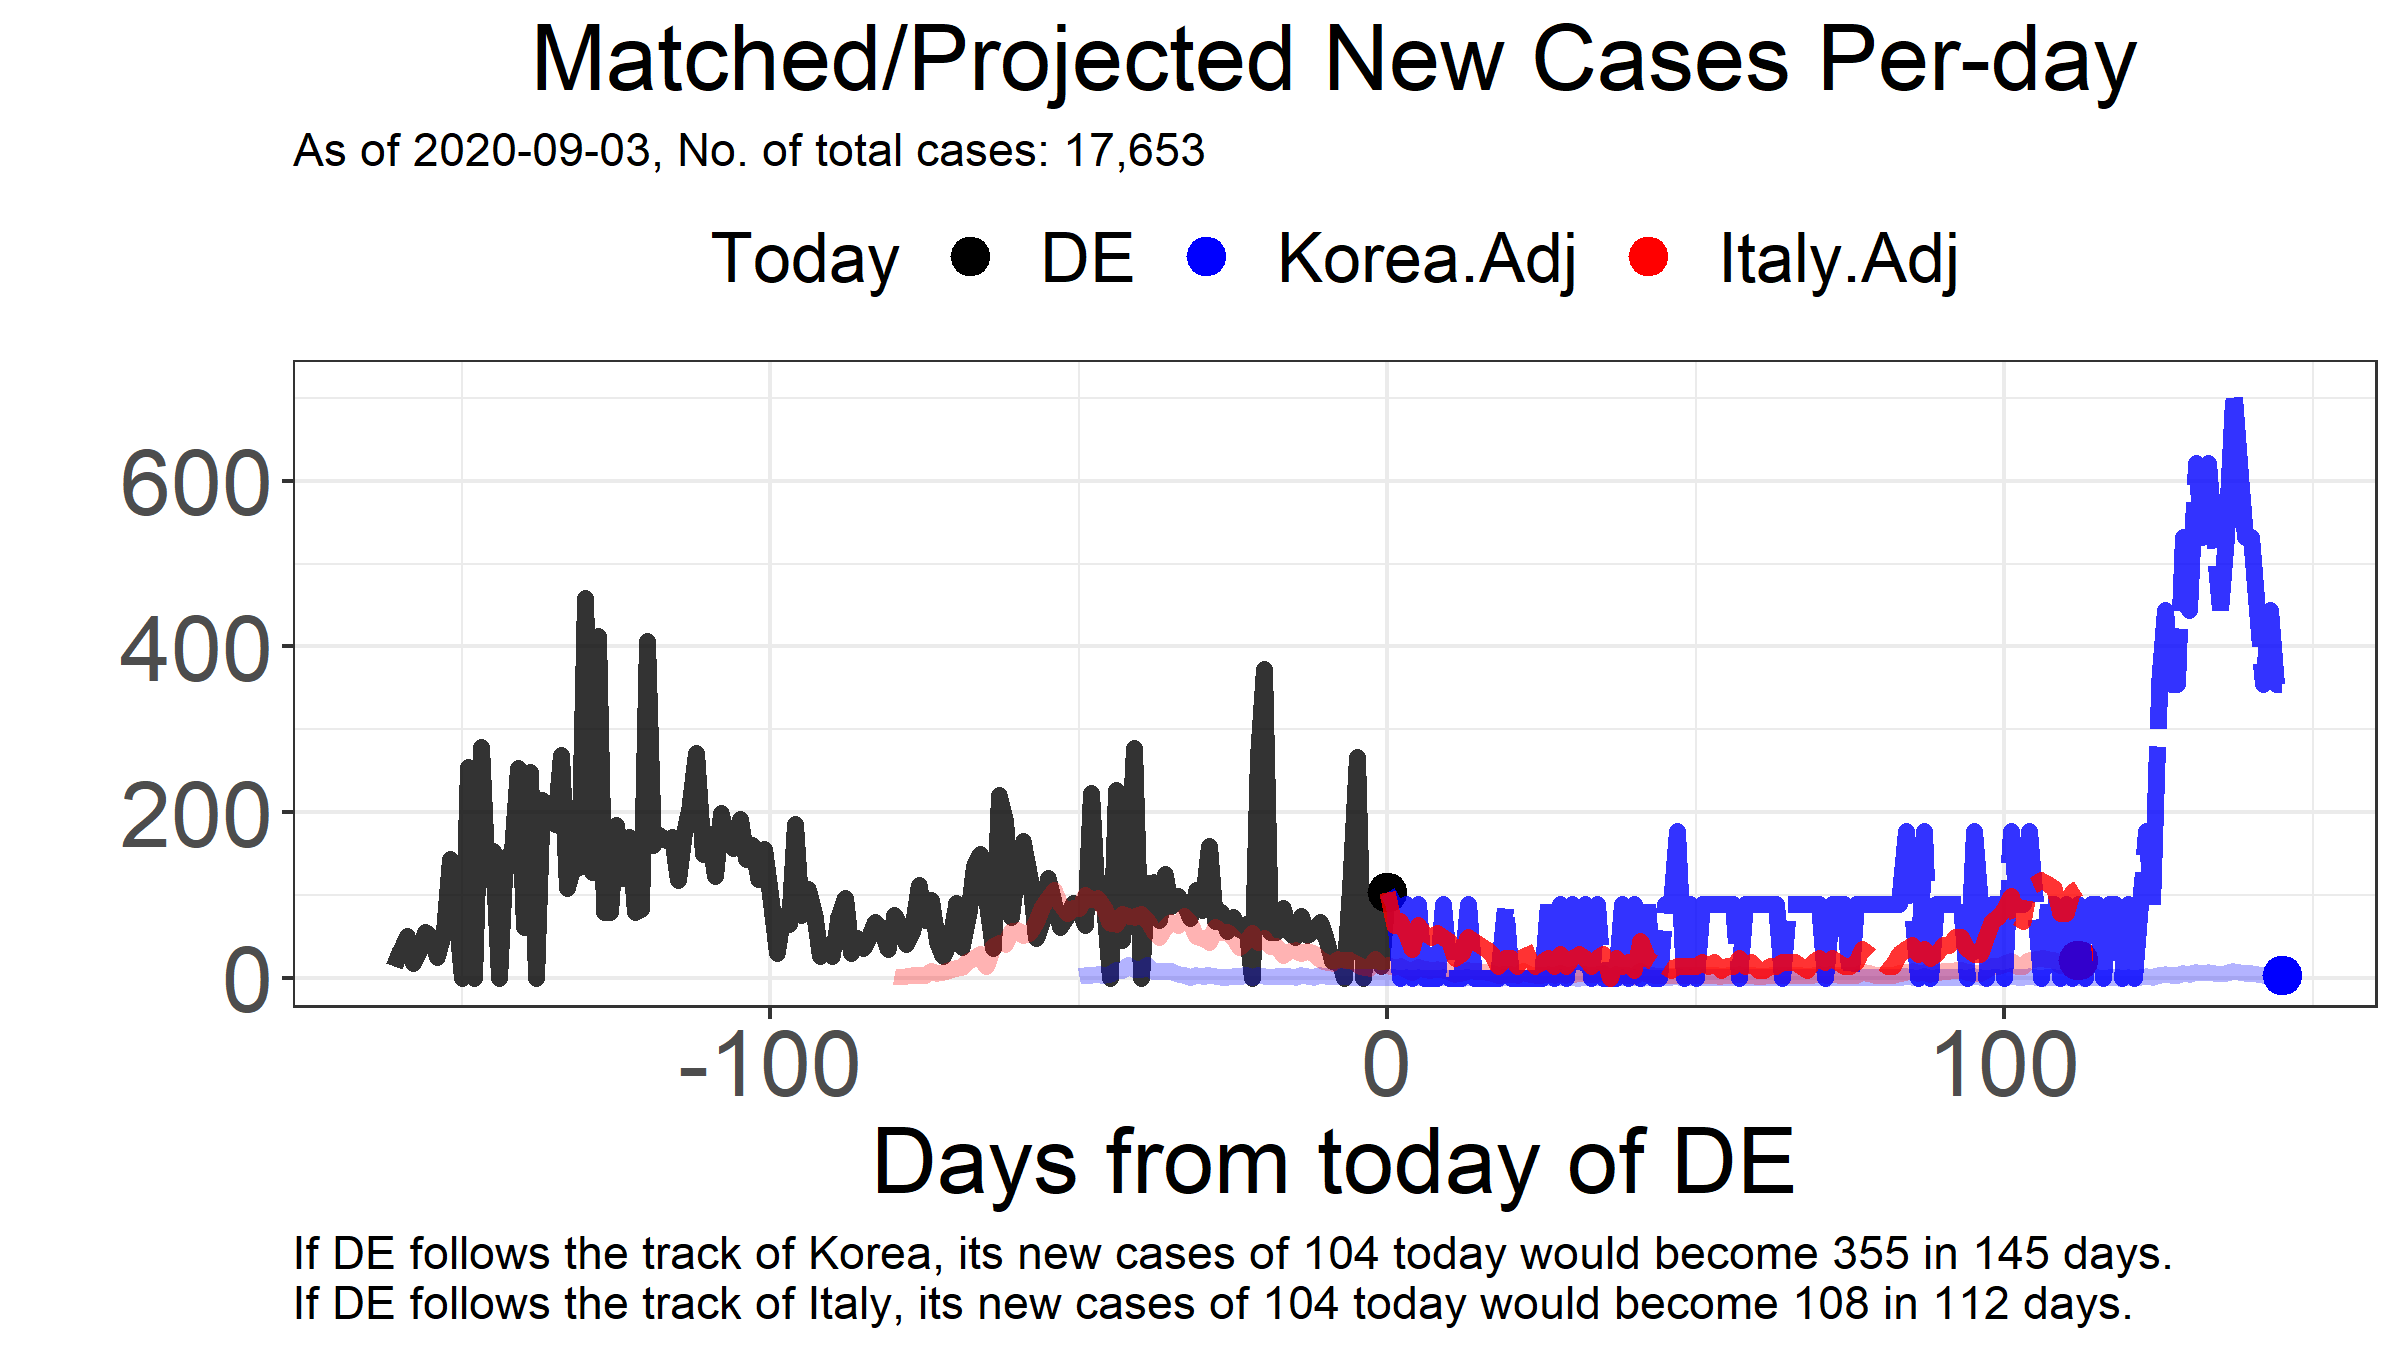 Matched/Projected New Cases Per-day
As of 2020-09-03, No. of total cases: 17,653
Today DE Korea.Adj Italy.Adj
600
400
200
0
-100 0 100
Days from today of DE
If DE follows the track of Korea, its new cases of 104 today would become 355 in 145 days.
If DE follows the track of Italy, its new cases of 104 today would become 108 in 112 days.